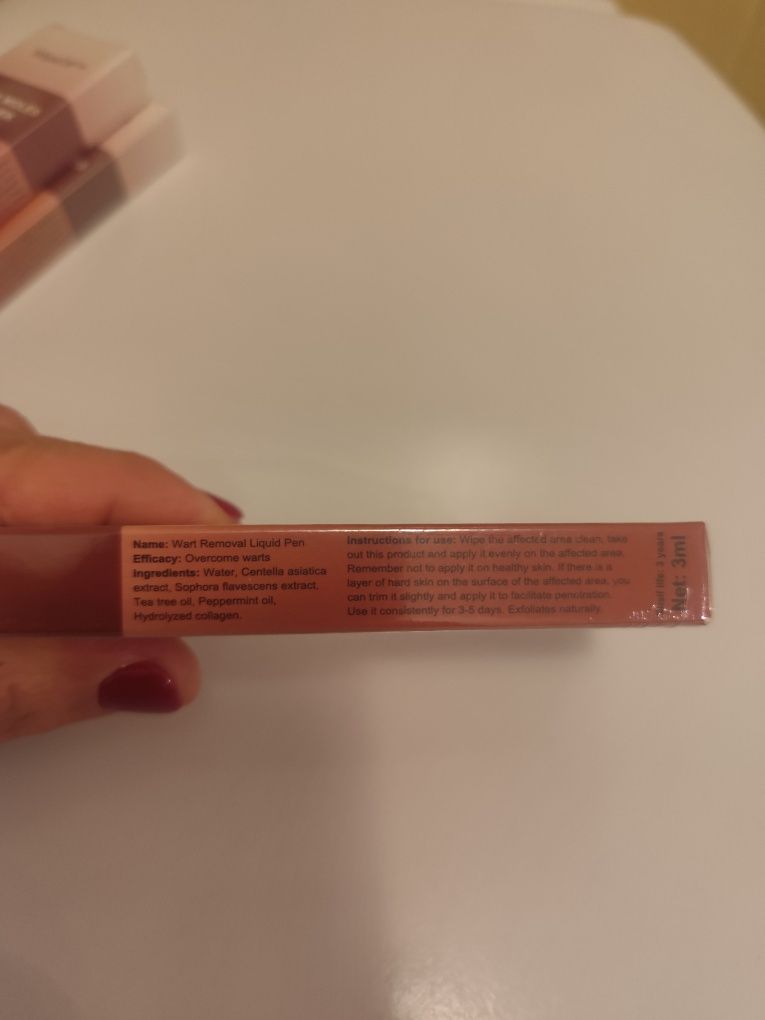 Name: Wart Removal Liquid Pen
Efficacy: Overcome warts
Ingredients: Water, Centella asiatica
extract, Sophora flavescens extract,
Tea tree oil, Peppermint oil,
Hydrolyzed collagen.
Instructions for use: Wipe the affected area clean, take
out this product and apply it evenly on the affected area.
Remember not to apply it on healthy skin. If there is a
layer of hard skin on the surface of the affected area, you
can trim it slightly and apply it to facilitate penetration.
Use it consistently for 3-5 days. Exfoliates naturally.
Shelf life: 3 years
Net: 3ml